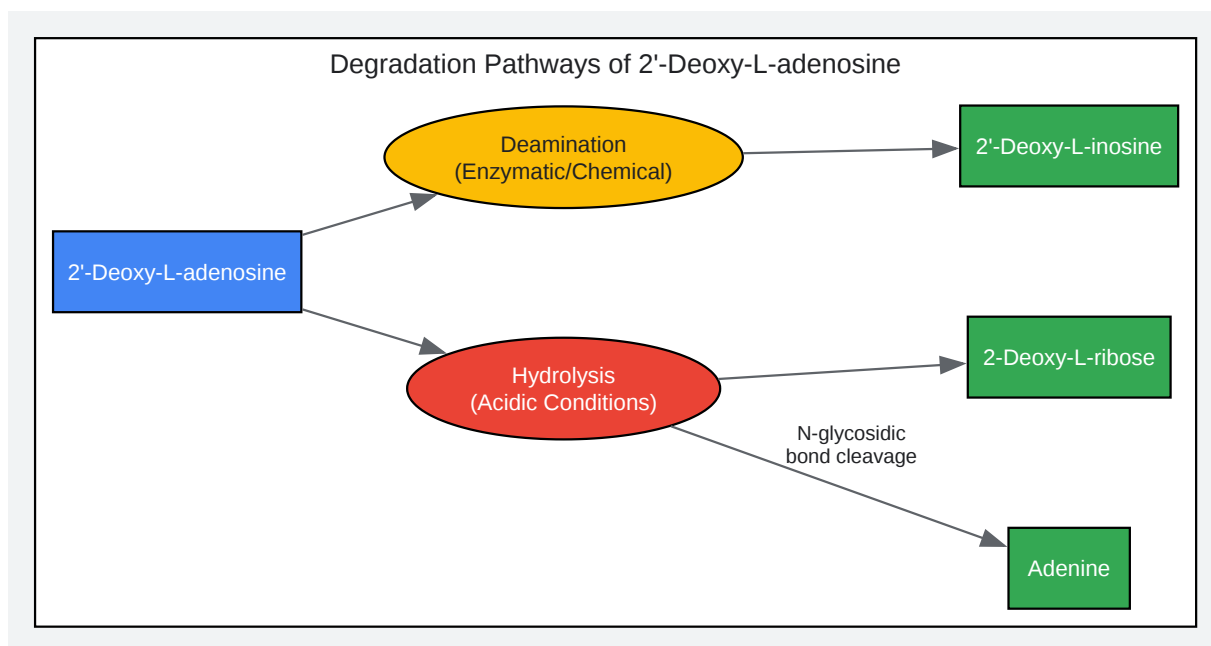 Degradation Pathways of 2'-Deoxy-L-adenosine
Deamination
(Enzymatic/Chemical)
2'-Deoxy-L-inosine
2'-Deoxy-L-adenosine
2-Deoxy-L-ribose
Hydrolysis
(Acidic Conditions)
N-glycosidic
bond cleavage
Adenine